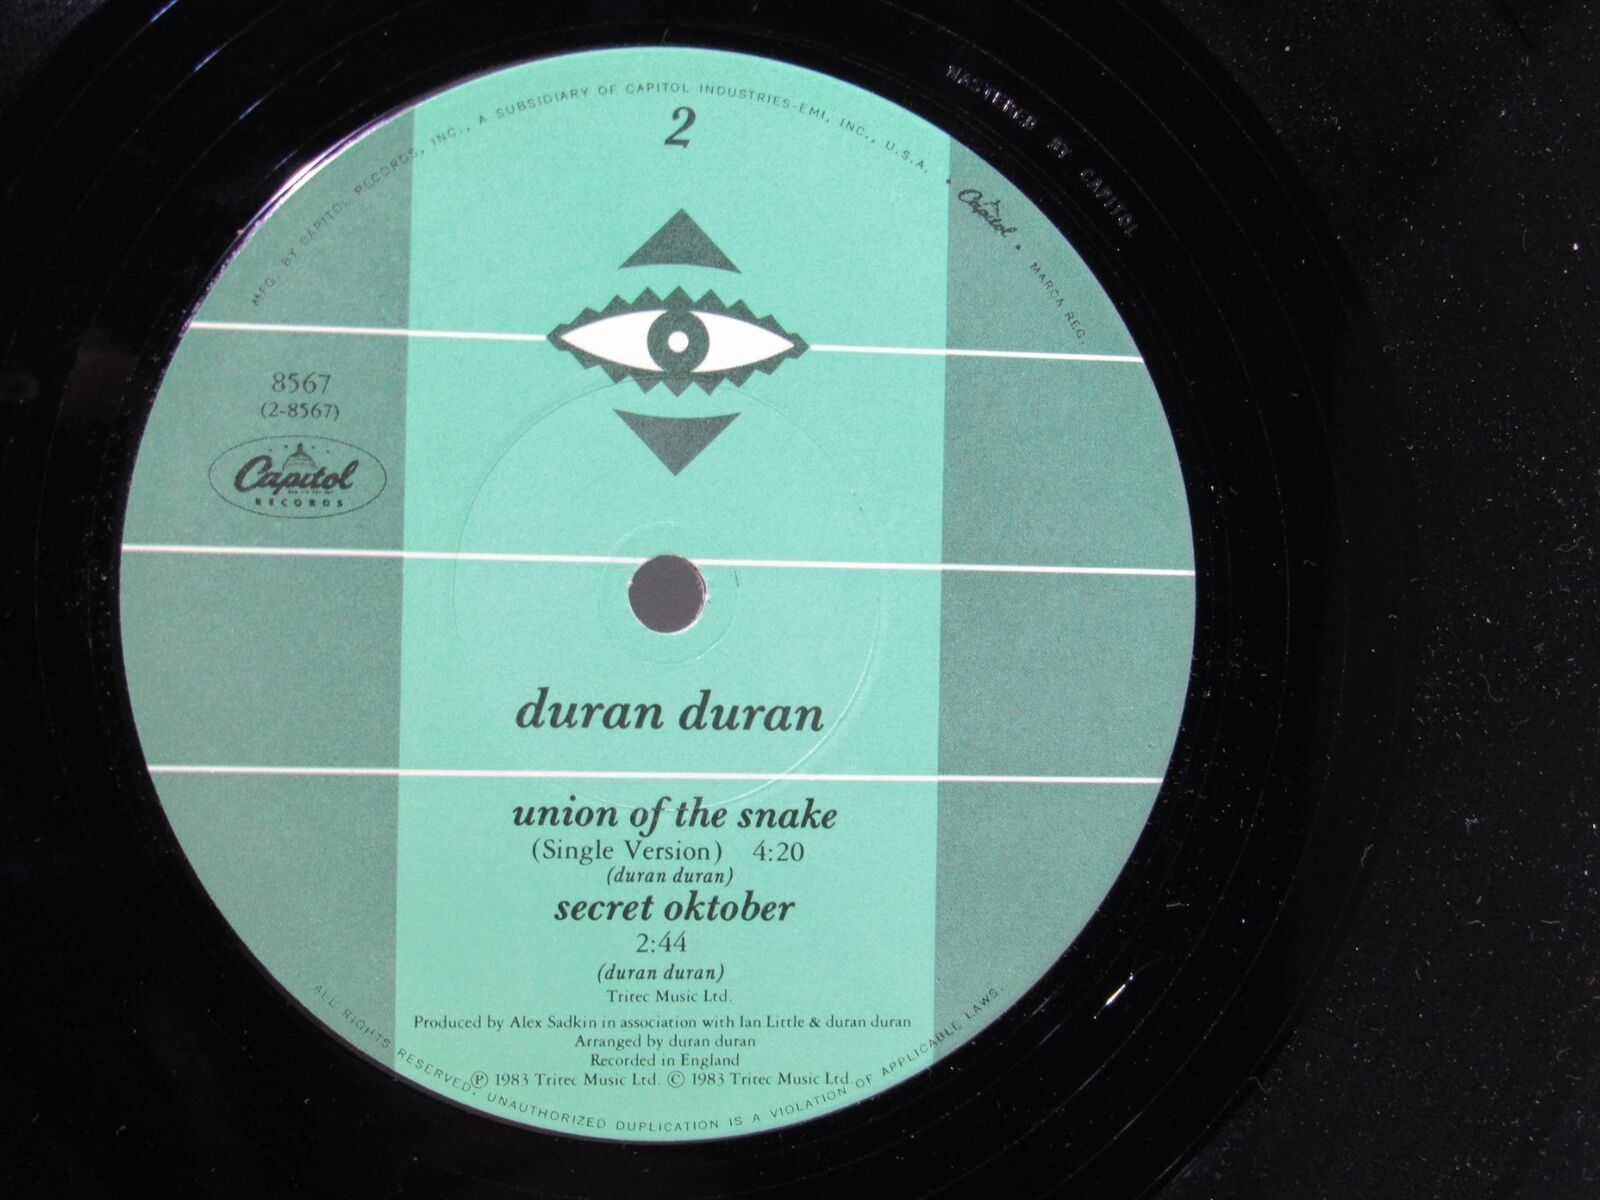 MFG. BY CAPITOL RECORDS, INC., A SUBSIDIARY OF CAPITOL INDUSTRIES-EMI, INC., U.S.A. • Capitol • MARCA REG.
MASTERED BY CAPITOL
2
8567
(2-8567)
Capitol
RECORDS
duran duran
union of the snake
(Single Version) 4:20
(duran duran)
secret oktober
2:44
(duran duran)
Tritec Music Ltd.
Produced by Alex Sadkin in association with Ian Little & duran duran
Arranged by duran duran
Recorded in England
℗ 1983 Tritec Music Ltd. © 1983 Tritec Music Ltd.
ALL RIGHTS RESERVED. UNAUTHORIZED DUPLICATION IS A VIOLATION OF APPLICABLE LAWS.